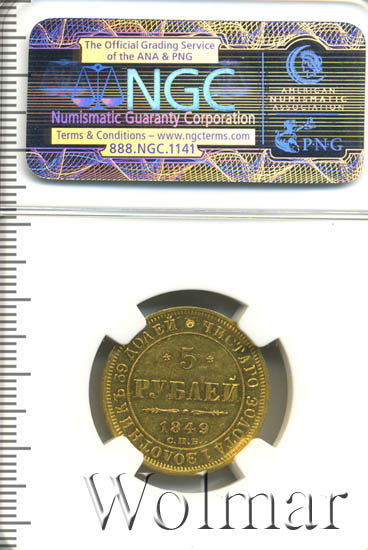 The Official Grading Service
of the ANA & PNG
NGC
Numismatic Guaranty Corporation
Terms & Conditions – www.ngcterms.com
888.NGC.1141
AMERICAN
NUMISMATIC
ASSOCIATION
PNG
ЧИСТАГО ЗОЛОТА 1 ЗОЛОТНИКЪ 39 ДОЛЕЙ
5
РУБЛЕЙ
1849
С.П.Б.
Wolmar